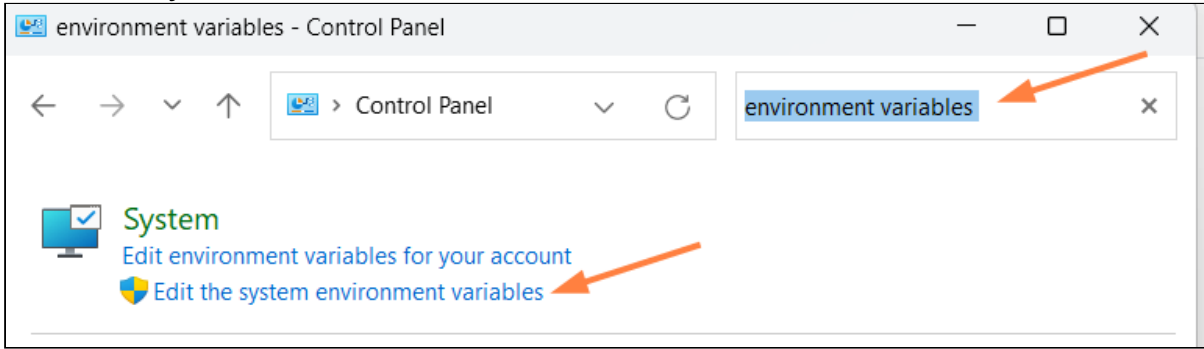 environment variables - Control Panel
Control Panel
environment variables
System
Edit environment variables for your account
Edit the system environment variables